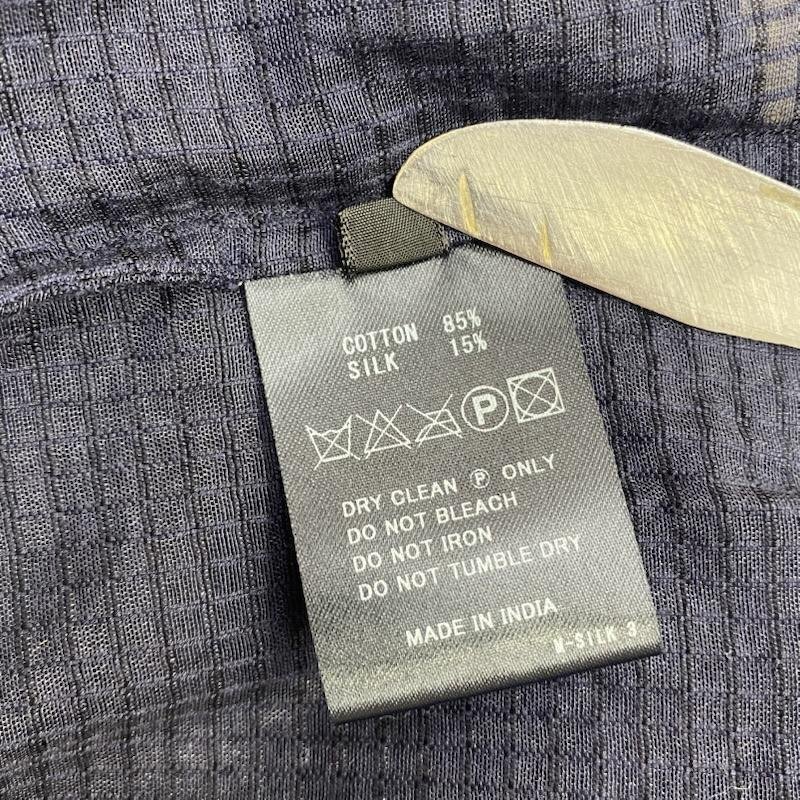 COTTON 85%
SILK 15%
P
DRY CLEAN Ⓟ ONLY
DO NOT BLEACH
DO NOT IRON
DO NOT TUMBLE DRY
MADE IN INDIA
M-SILK 3